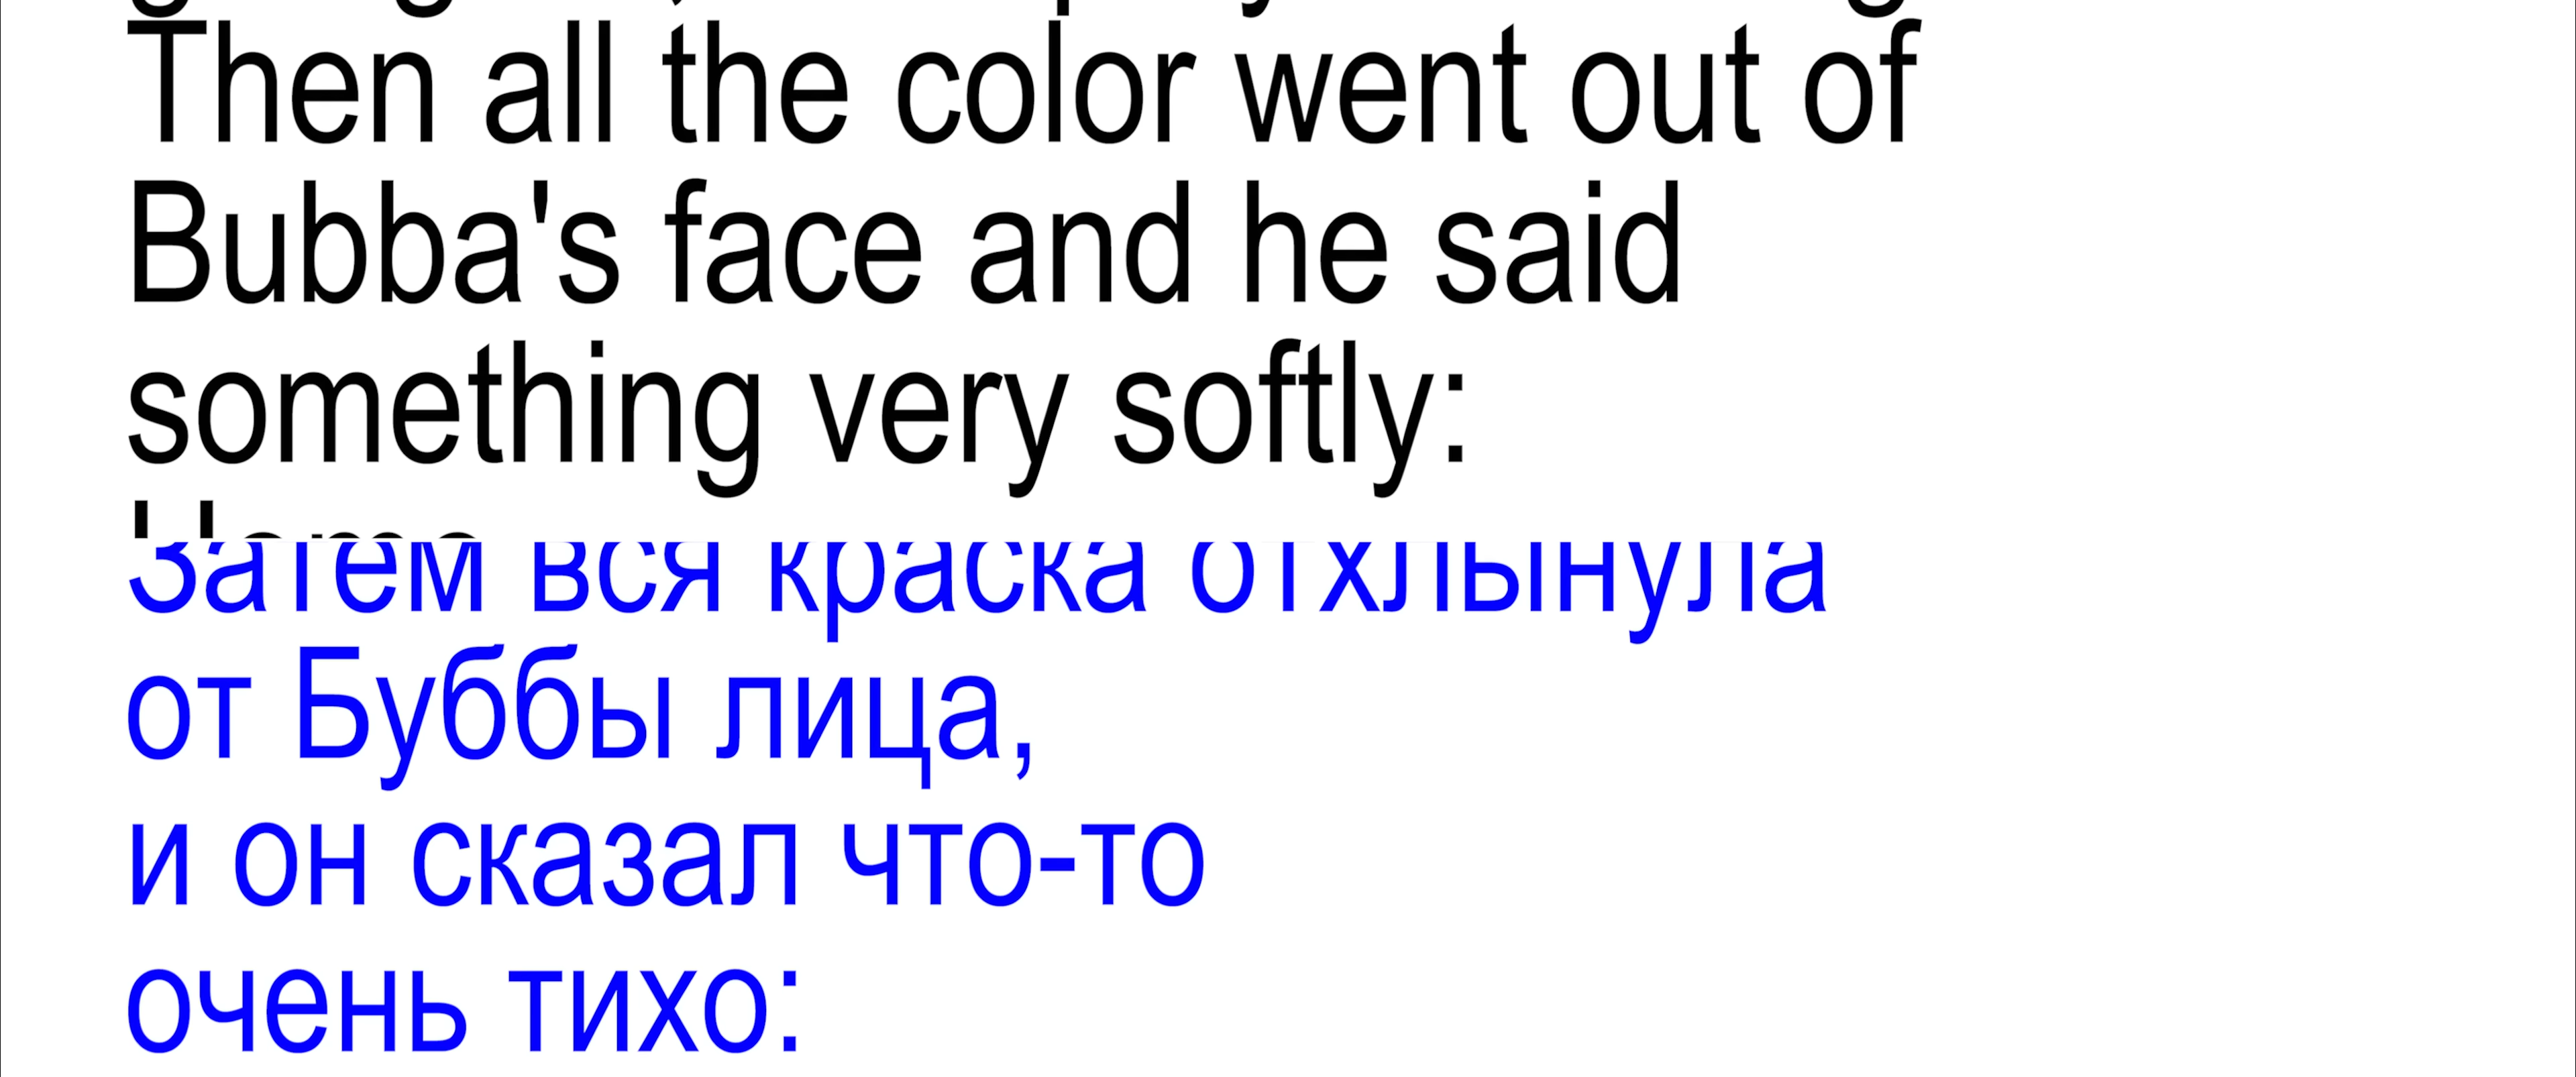 Then all the color went out of
Bubba's face and he said
something very softly:
Затем вся краска отхлынула
от Буббы лица,
и он сказал что-то
очень тихо: